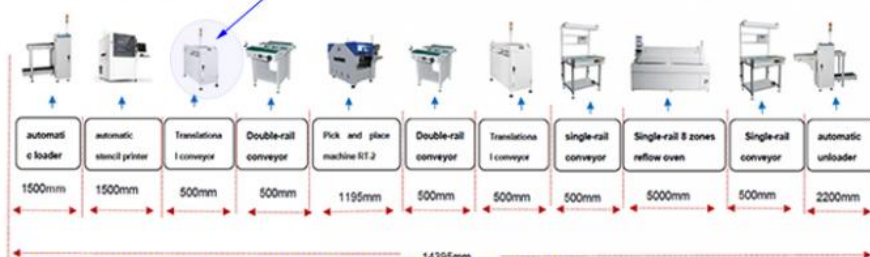 automati
c loader
automatic
stencil printer
Translationa
l conveyor
Double-rail
conveyor
Pick and place
machine RT-2
Double-rail
conveyor
Translationa
l conveyor
single-rail
conveyor
Single-rail 8 zones
reflow oven
Single-rail
conveyor
automatic
unloader
1500mm
1500mm
500mm
500mm
1195mm
500mm
500mm
500mm
5000mm
500mm
2200mm
14395mm